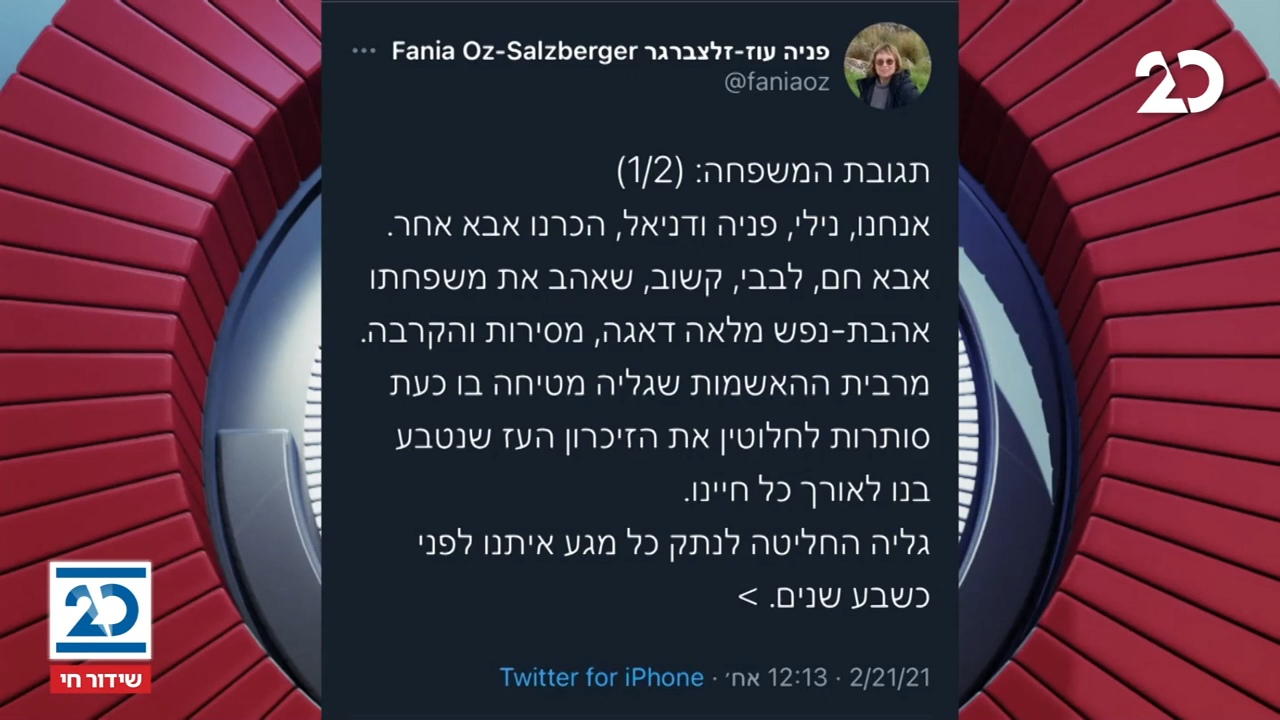 פניה עוז-זלצברגר Fania Oz-Salzberger
@faniaoz
20
תגובת המשפחה: (1/2)
אנחנו, נילי, פניה ודניאל, הכרנו אבא אחר.
אבא חם, לבבי, קשוב, שאהב את משפחתו
אהבת-נפש מלאה דאגה, מסירות והקרבה.
מרבית ההאשמות שגליה מטיחה בו כעת
סותרות לחלוטין את הזיכרון העז שנטבע
בנו לאורך כל חיינו.
גליה החליטה לנתק כל מגע איתנו לפני
כשבע שנים. >
20
שידור חי
2/21/21 · 12:13 אח׳ · Twitter for iPhone